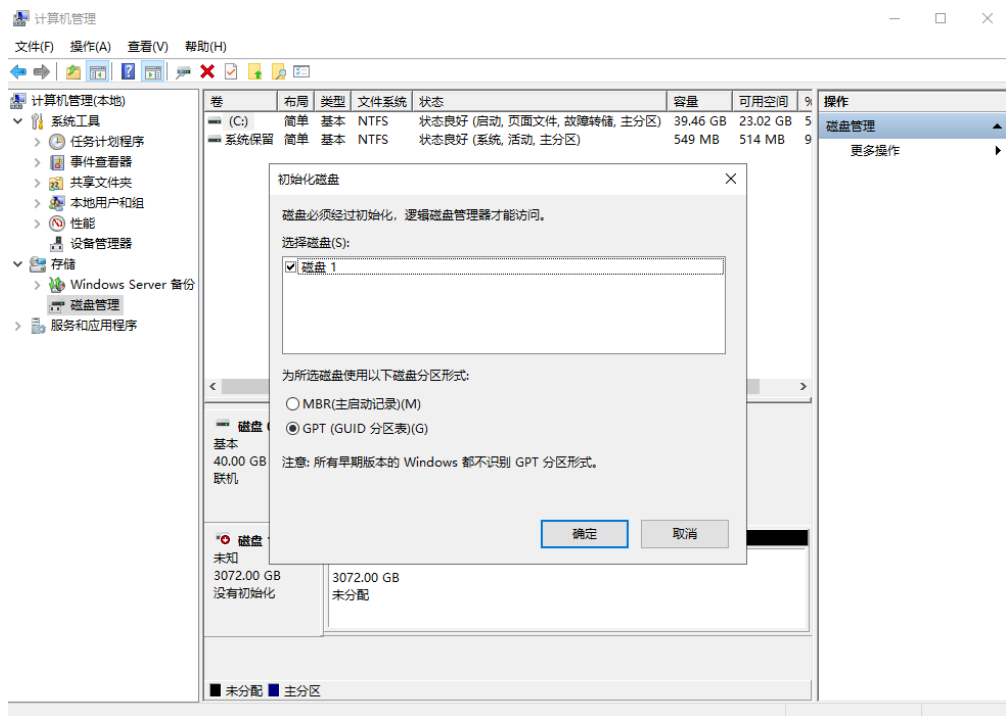 计算机管理
文件(F) 操作(A) 查看(V) 帮助(H)
计算机管理(本地)
系统工具
任务计划程序
事件查看器
共享文件夹
本地用户和组
性能
设备管理器
存储
Windows Server 备份
磁盘管理
服务和应用程序
卷 布局 类型 文件系统 状态 容量 可用空间 %
(C:) 简单 基本 NTFS 状态良好 (启动, 页面文件, 故障转储, 主分区) 39.46 GB 23.02 GB 5
系统保留 简单 基本 NTFS 状态良好 (系统, 活动, 主分区) 549 MB 514 MB 9
初始化磁盘
磁盘必须经过初始化，逻辑磁盘管理器才能访问。
选择磁盘(S):
磁盘 1
为所选磁盘使用以下磁盘分区形式:
MBR(主启动记录)(M)
GPT (GUID 分区表)(G)
注意: 所有早期版本的 Windows 都不识别 GPT 分区形式。
确定 取消
磁盘
基本
40.00 GB
联机
磁盘
未知
3072.00 GB
没有初始化
3072.00 GB
未分配
未分配 主分区
操作
磁盘管理
更多操作